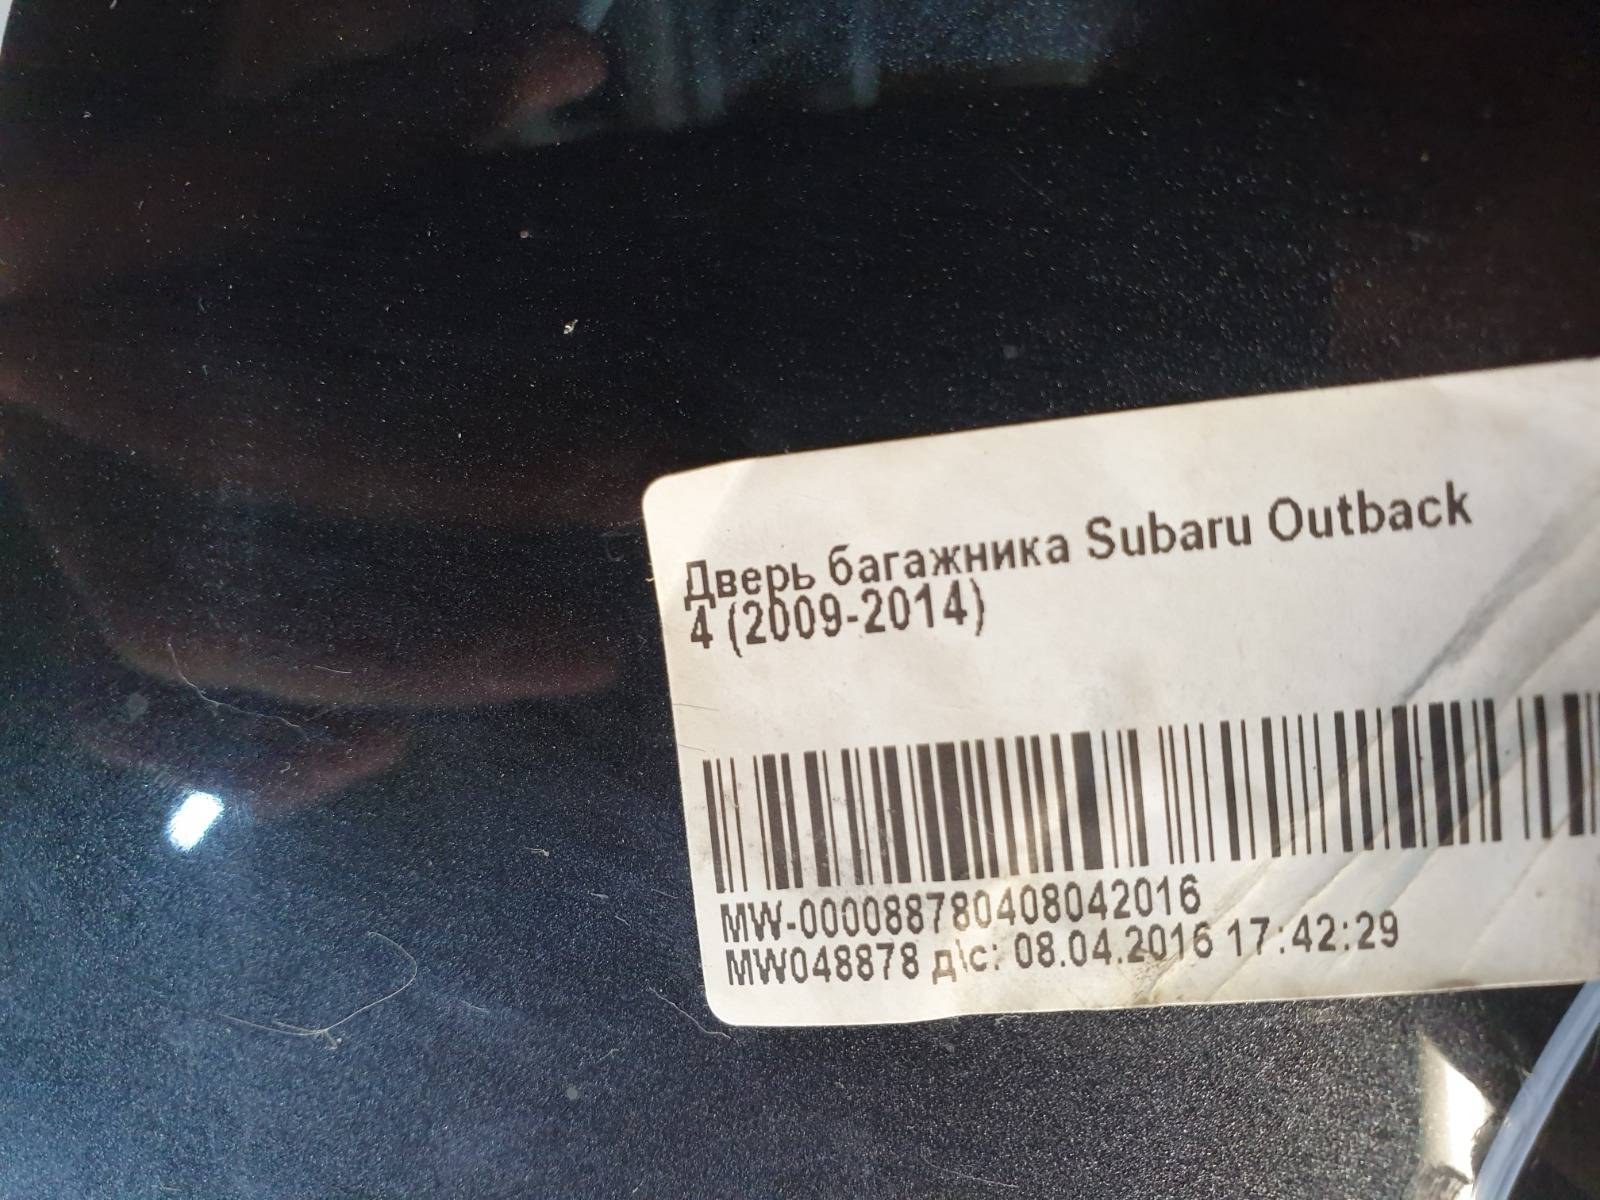 Дверь багажника Subaru Outback
4 (2009-2014)
MW-000088780408042016
MW048878 д\с: 08.04.2016 17:42:29